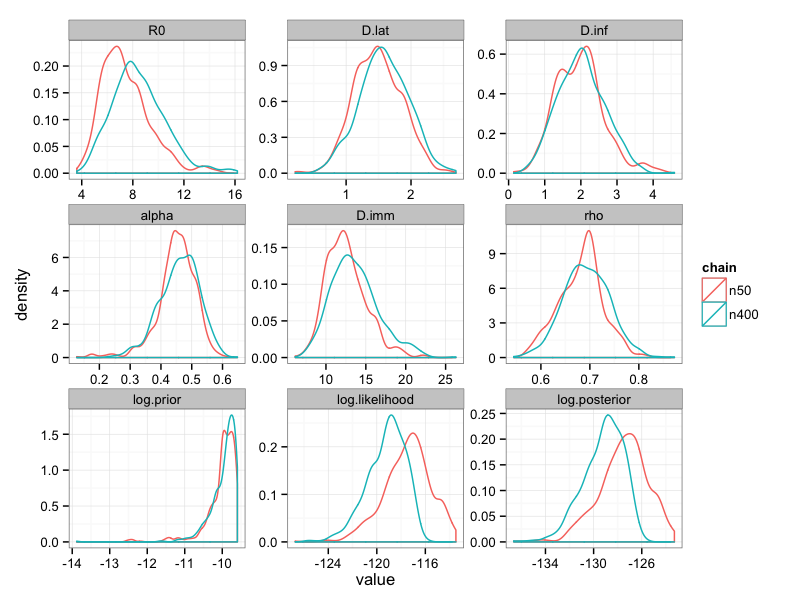 R0 D.lat D.inf
0.20 0.15 0.10 0.05 0.00
0.9 0.6 0.3 0.0
0.6 0.4 0.2 0.0
4 8 12 16
1 2
0 1 2 3 4
alpha D.imm rho
6 4 2 0
0.15 0.10 0.05 0.00
9 6 3 0
0.2 0.3 0.4 0.5 0.6
10 15 20 25
0.6 0.7 0.8
log.prior log.likelihood log.posterior
1.5 1.0 0.5 0.0
0.2 0.1 0.0
0.25 0.20 0.15 0.10 0.05 0.00
-14 -13 -12 -11 -10
-124 -120 -116
-134 -130 -126
density
value
chain
n50
n400